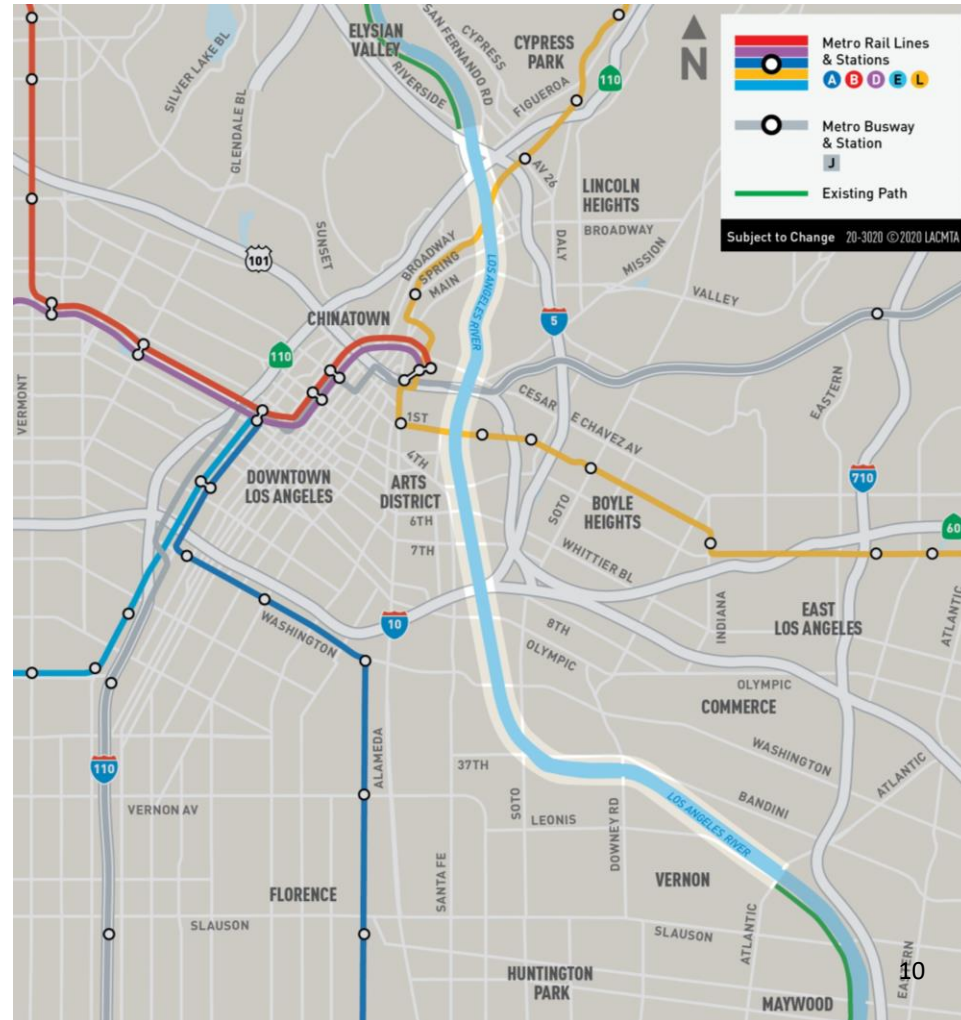 ELYSIAN
VALLEY
SAN FERNANDO RD
CYPRESS
CYPRESS
PARK
N
SILVER LAKE BL
GLENDALE BL
RIVERSIDE
FIGUEROA
110
AV 26
LINCOLN
HEIGHTS
BROADWAY
DALY
MISSION
VALLEY
Metro Rail Lines
& Stations
A B D E L
Metro Busway
& Station
J
Existing Path
Subject to Change 20-3020 ©2020 LACMTA
101
SUNSET
BROADWAY
SPRING
MAIN
LOS ANGELES RIVER
5
CHINATOWN
110
VERMONT
1ST
CESAR E CHAVEZ AV
EASTERN
DOWNTOWN
LOS ANGELES
4TH
ARTS
DISTRICT
6TH
7TH
SOTO
BOYLE
HEIGHTS
WHITTIER BL
710
60
WASHINGTON
10
8TH
OLYMPIC
INDIANA
EAST
LOS ANGELES
ATLANTIC
OLYMPIC
COMMERCE
WASHINGTON
ATLANTIC
BANDINI
110
ALAMEDA
37TH
SOTO
LEONIS
DOWNEY RD
LOS ANGELES RIVER
VERNON AV
FLORENCE
SANTA FE
VERNON
SLAUSON
SLAUSON
ATLANTIC
EASTERN
10
HUNTINGTON
PARK
MAYWOOD